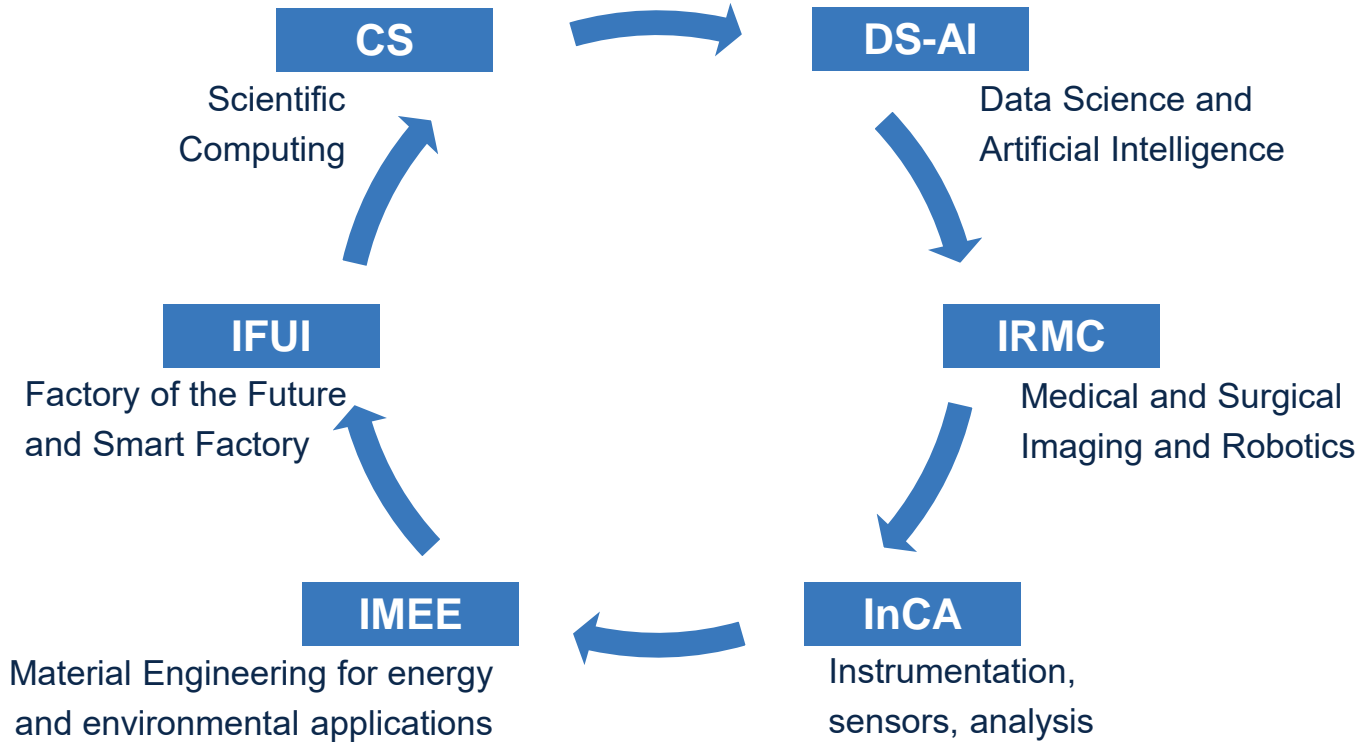 CS
Scientific
Computing
DS-AI
Data Science and
Artificial Intelligence
IRMC
Medical and Surgical
Imaging and Robotics
InCA
Instrumentation,
sensors, analysis
IMEE
Material Engineering for energy
and environmental applications
IFUI
Factory of the Future
and Smart Factory